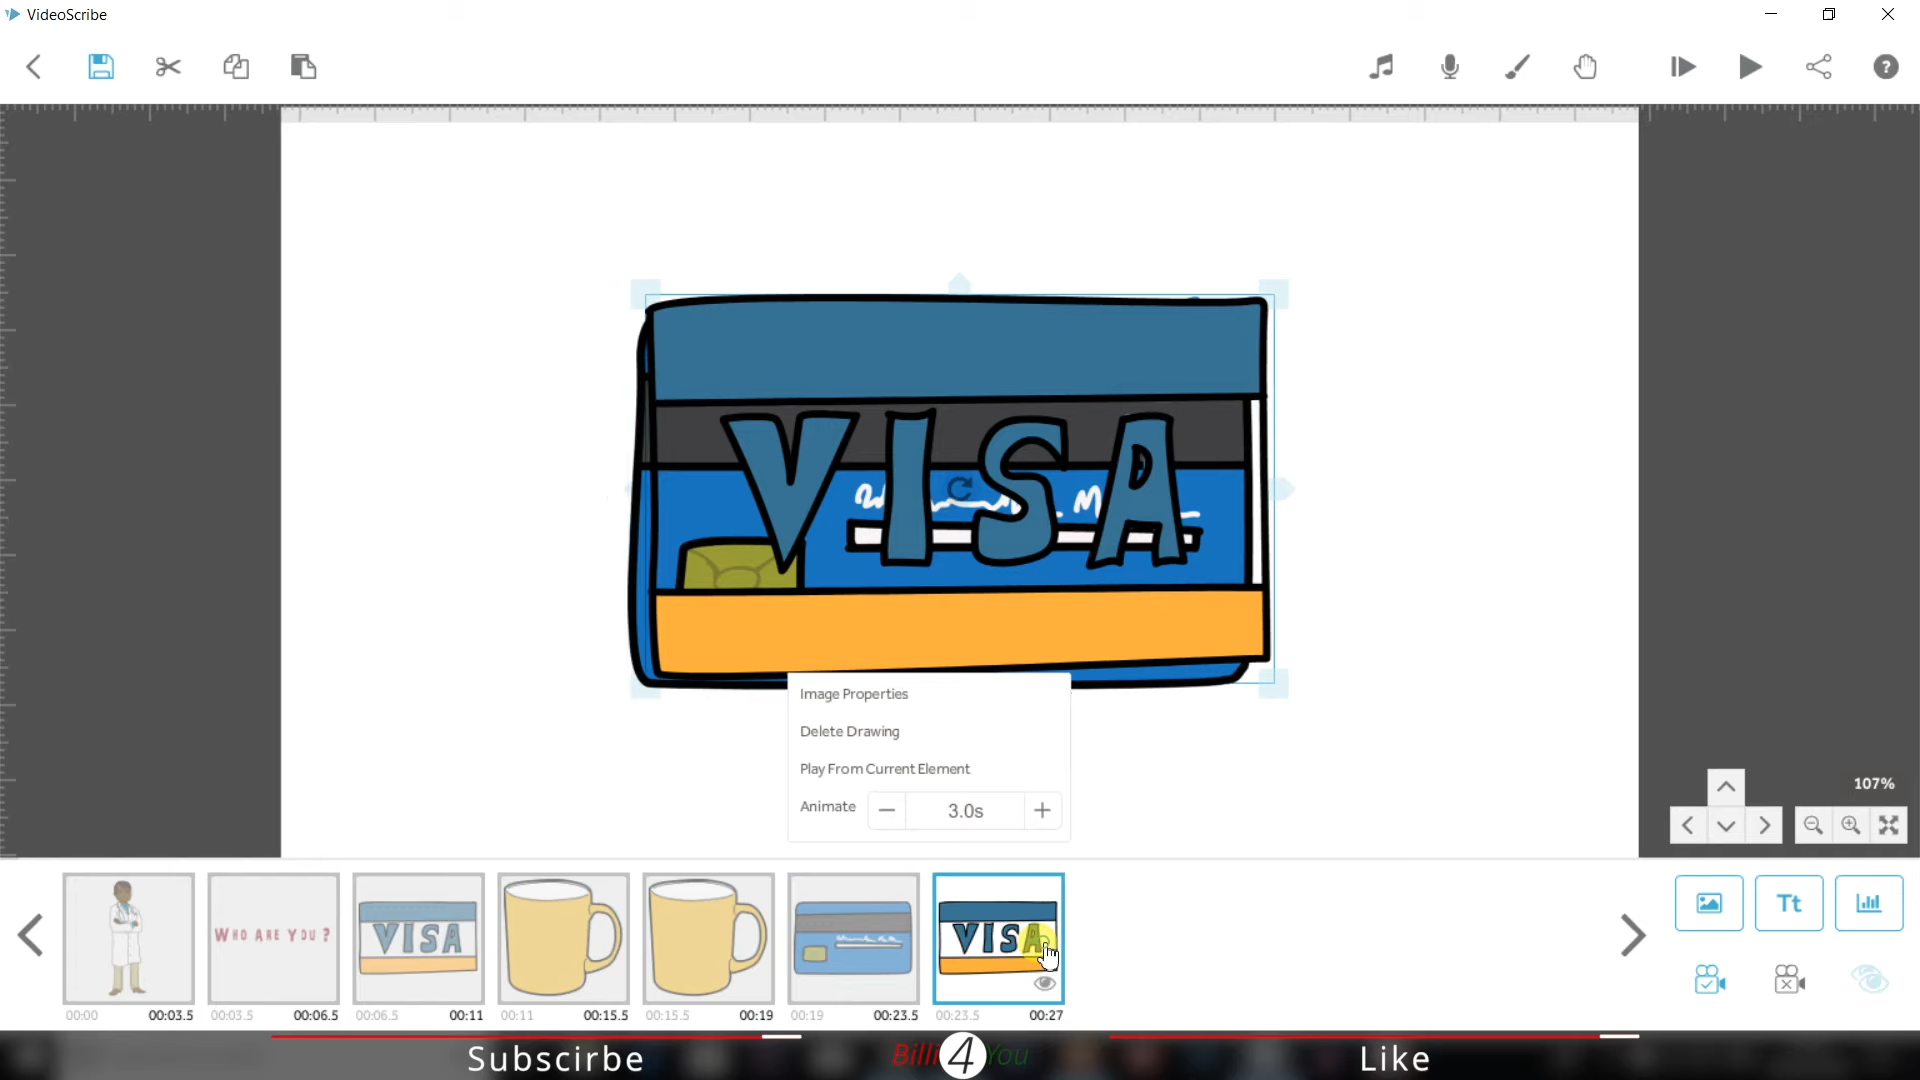 VideoScribe
VISA
Image Properties
Delete Drawing
Play From Current Element
Animate 3.0s
107%
WHO ARE YOU ?
VISA
VISA
Tt
00:00 00:03.5 00:03.5 00:06.5 00:06.5 00:11 00:11 00:15.5 00:15.5 00:19 00:19 00:23.5 00:23.5 00:27
Subscirbe
Billi 4 You
Like